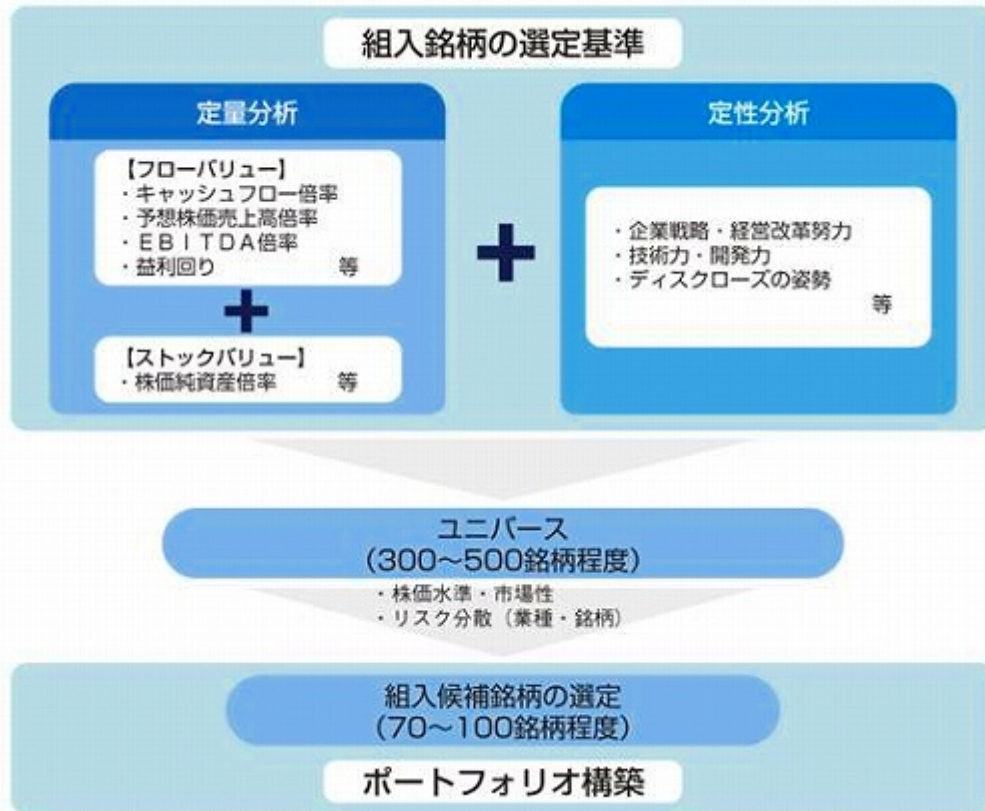 組入銘柄の選定基準
定量分析
【フローバリュー】
・キャッシュフロー倍率
・予想株価売上高倍率
・ＥＢＩＴＤＡ倍率
・益利回り 等
【ストックバリュー】
・株価純資産倍率 等
定性分析
・企業戦略・経営改革努力
・技術力・開発力
・ディスクローズの姿勢
等
ユニバース
(300～500銘柄程度)
・株価水準・市場性
・リスク分散（業種・銘柄）
組入候補銘柄の選定
(70～100銘柄程度)
ポートフォリオ構築